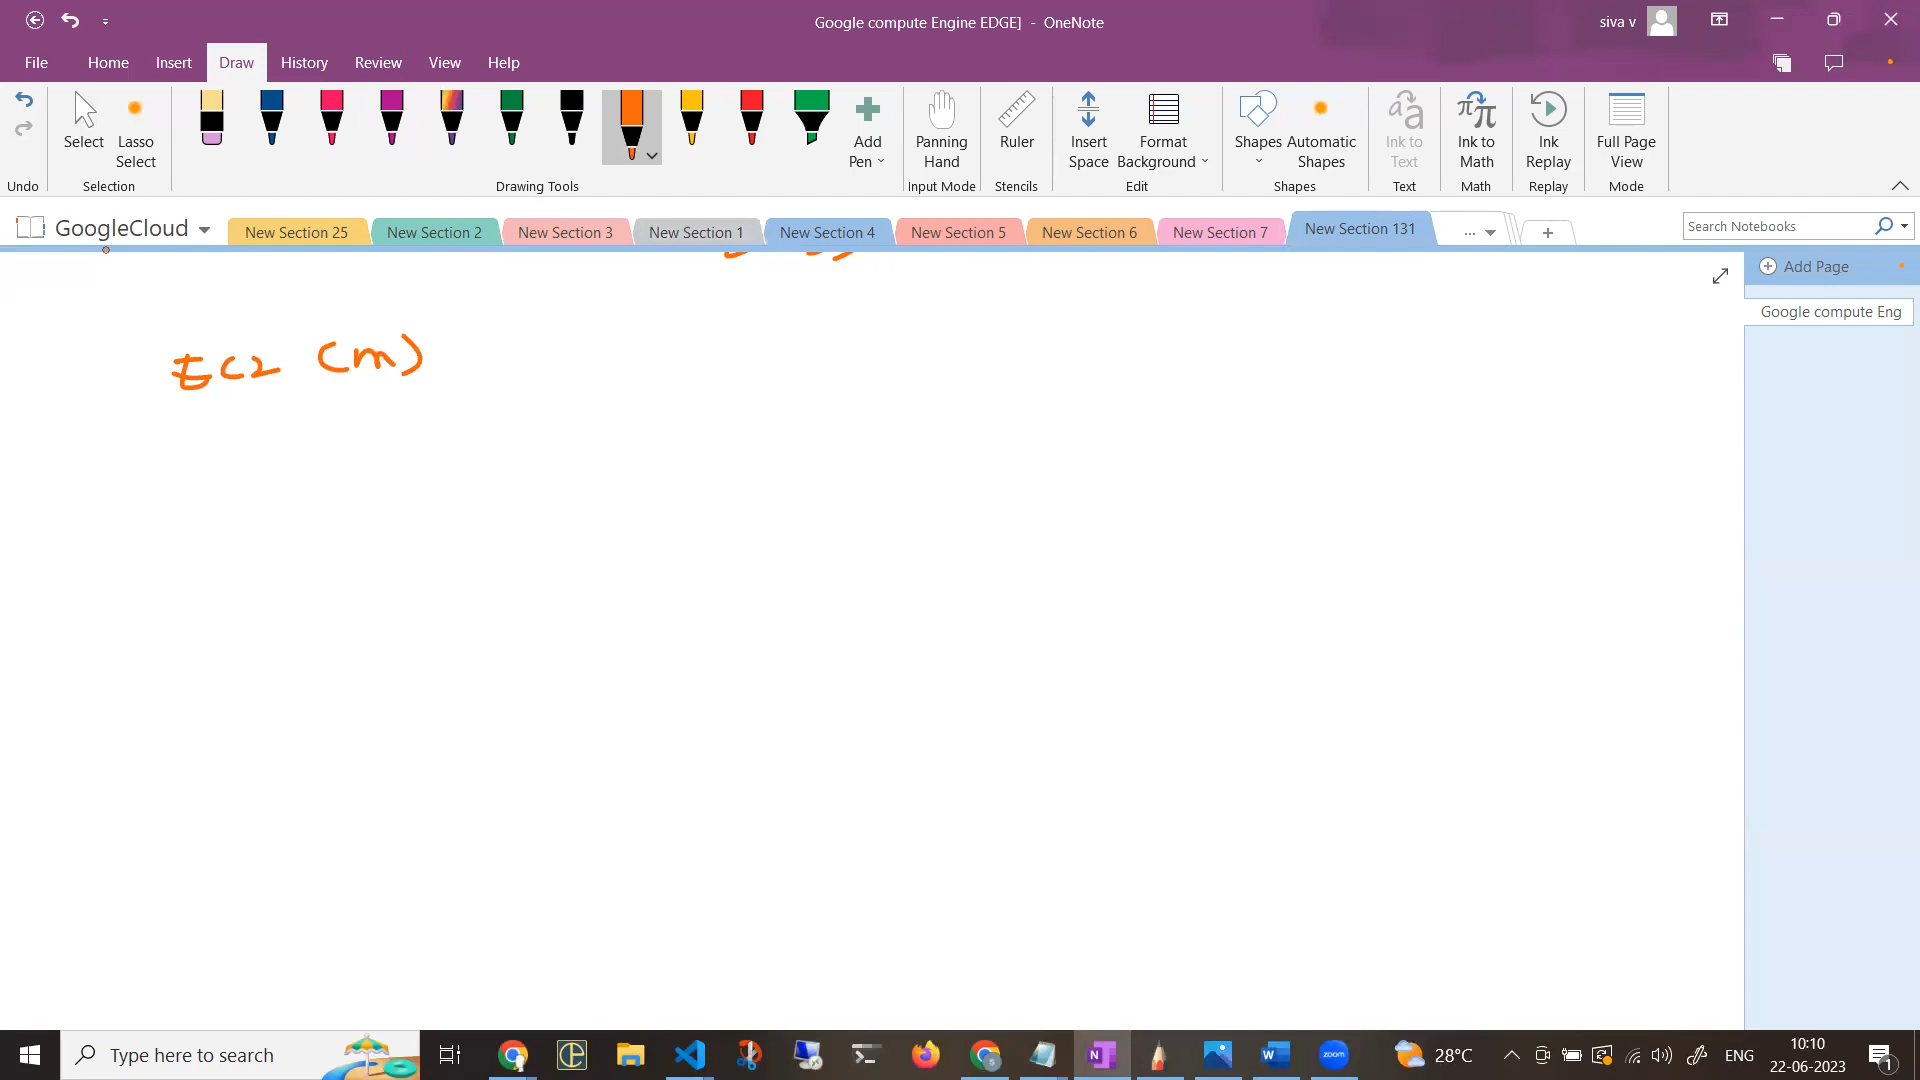 Google compute Engine EDGE] - OneNote
siva v
File Home Insert Draw History Review View Help
Select
Lasso Select
Add Pen
Panning Hand
Ruler
Insert Space
Format Background
Shapes
Automatic Shapes
Ink to Text
Ink to Math
Ink Replay
Full Page View
Undo Selection Drawing Tools Input Mode Stencils Edit Shapes Text Math Replay Mode
GoogleCloud New Section 25 New Section 2 New Section 3 New Section 1 New Section 4 New Section 5 New Section 6 New Section 7 New Section 131 ... Search Notebooks
Add Page
Google compute Eng
EC2 (m)
Type here to search
zoom
28°C
ENG
10:10
22-06-2023
1